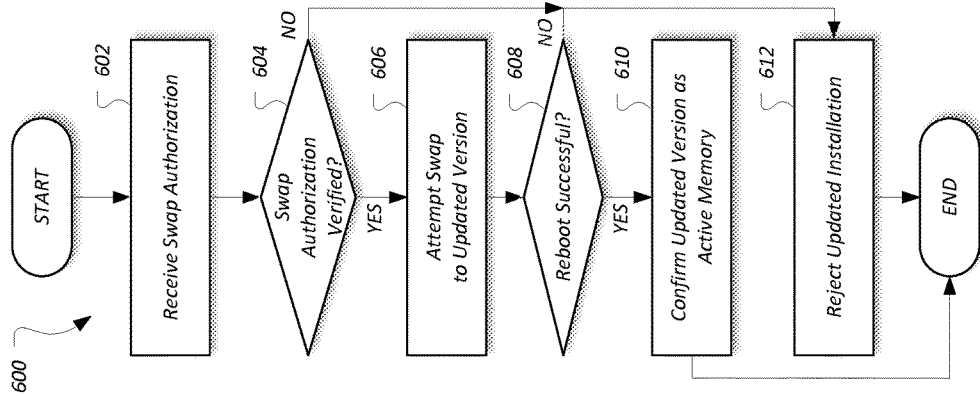 600
START
602
Receive Swap Authorization
604
Swap
Authorization
Verified?
NO
YES
606
Attempt Swap
to Updated Version
608
Reboot Successful?
NO
YES
610
Confirm Updated Version as
Active Memory
612
Reject Updated Installation
END